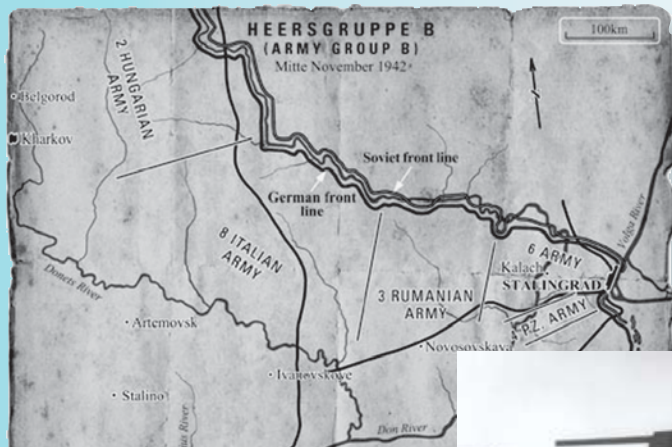 HEERSGRUPPE B
(ARMY GROUP B)
Mitte November 1942
100km
2 HUNGARIAN
ARMY
Belgorod
Kharkov
Soviet front line
German front
line
8 ITALIAN
ARMY
Volga River
6 ARMY
Kalach
STALINGRAD
Donets River
3 RUMANIAN
ARMY
PZ. ARMY
Artemovsk
Novosovskaya
Ivanovskove
Stalino
Don River